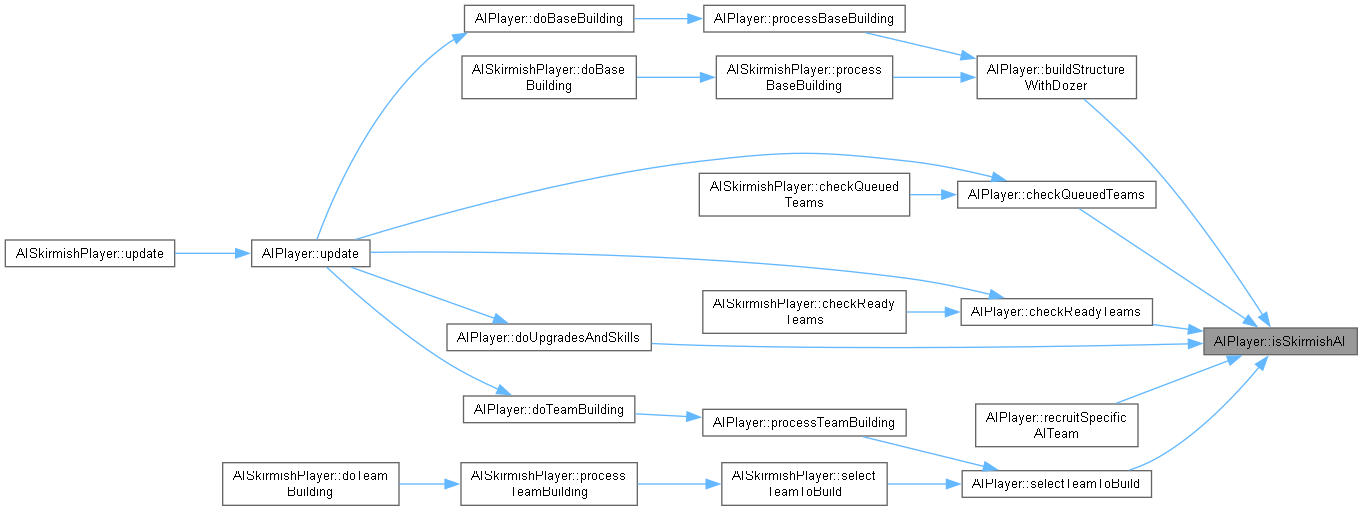 AIPlayer::doBaseBuilding
AIPlayer::processBaseBuilding
AISkirmishPlayer::doBase
Building
AISkirmishPlayer::process
BaseBuilding
AIPlayer::buildStructure
WithDozer
AISkirmishPlayer::checkQueued
Teams
AIPlayer::checkQueuedTeams
AISkirmishPlayer::update
AIPlayer::update
AISkirmishPlayer::checkReady
Teams
AIPlayer::checkReadyTeams
AIPlayer::doUpgradesAndSkills
AIPlayer::isSkirmishAI
AIPlayer::doTeamBuilding
AIPlayer::processTeamBuilding
AIPlayer::recruitSpecific
AITeam
AISkirmishPlayer::doTeam
Building
AISkirmishPlayer::process
TeamBuilding
AISkirmishPlayer::select
TeamToBuild
AIPlayer::selectTeamToBuild